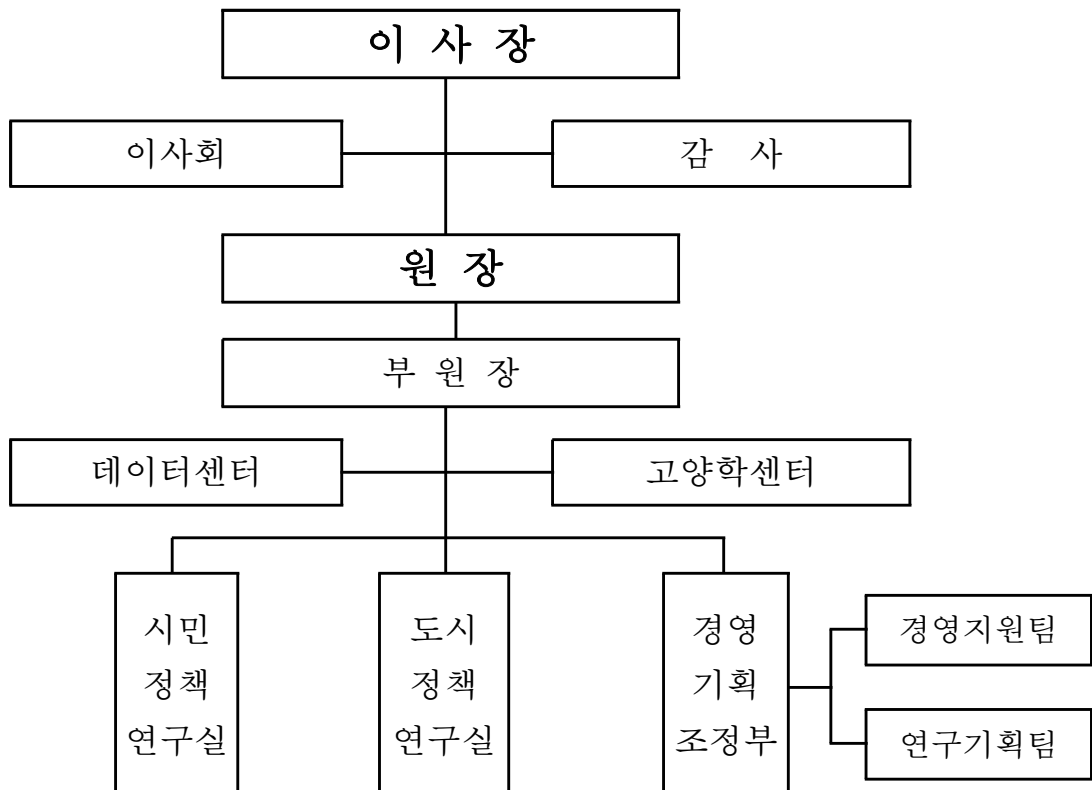 이 사 장
이사회
감 사
원 장
부 원 장
데이터센터
고양학센터
시민
정책
연구실
도시
정책
연구실
경영
기획
조정부
경영지원팀
연구기획팀